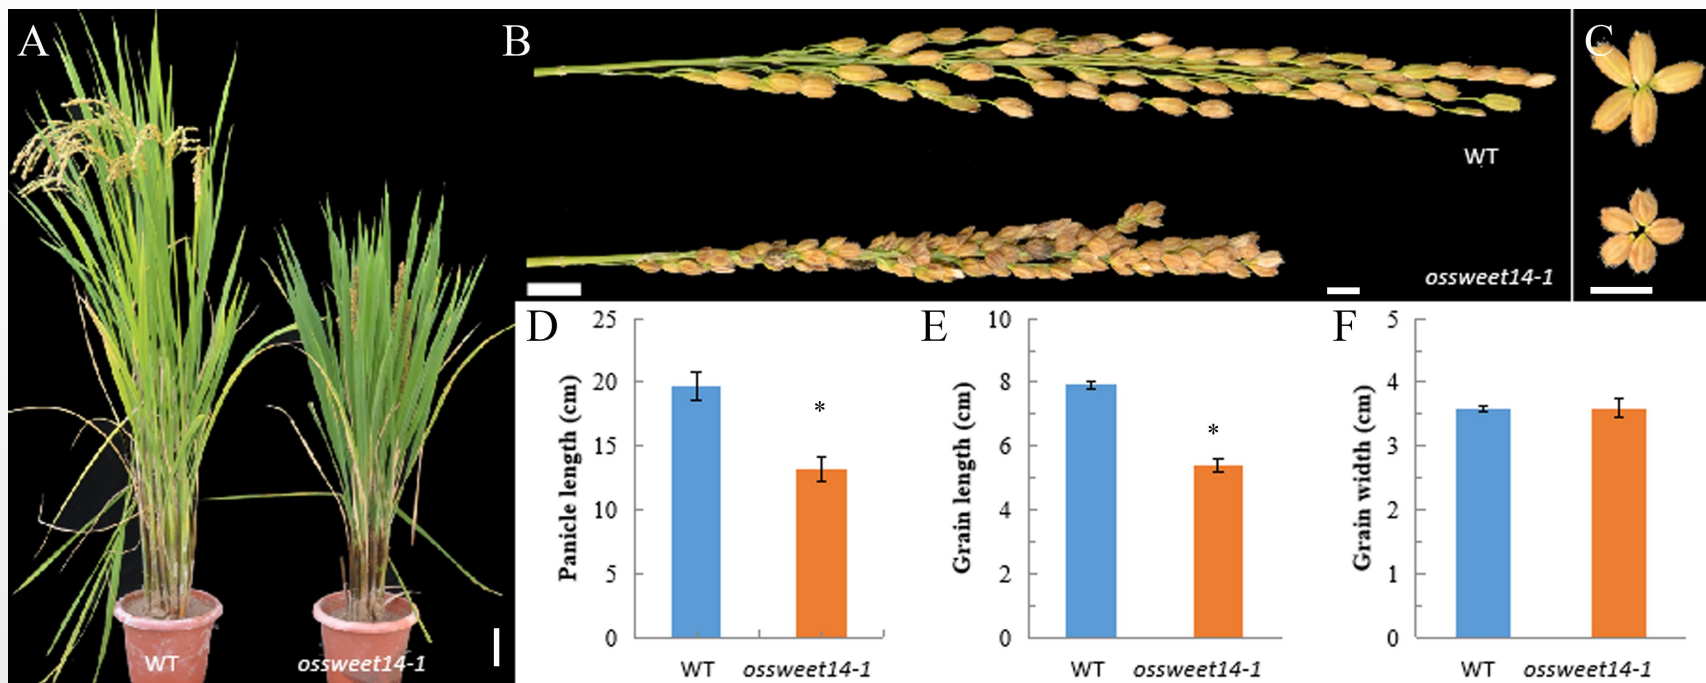 A
WT
ossweet14-1
B
WT
ossweet14-1
C
D
Panicle length (cm)
25
20
15
10
5
0
WT
ossweet14-1
*
E
Grain length (cm)
10
8
6
4
2
0
WT
ossweet14-1
*
F
Grain width (cm)
5
4
3
2
1
0
WT
ossweet14-1